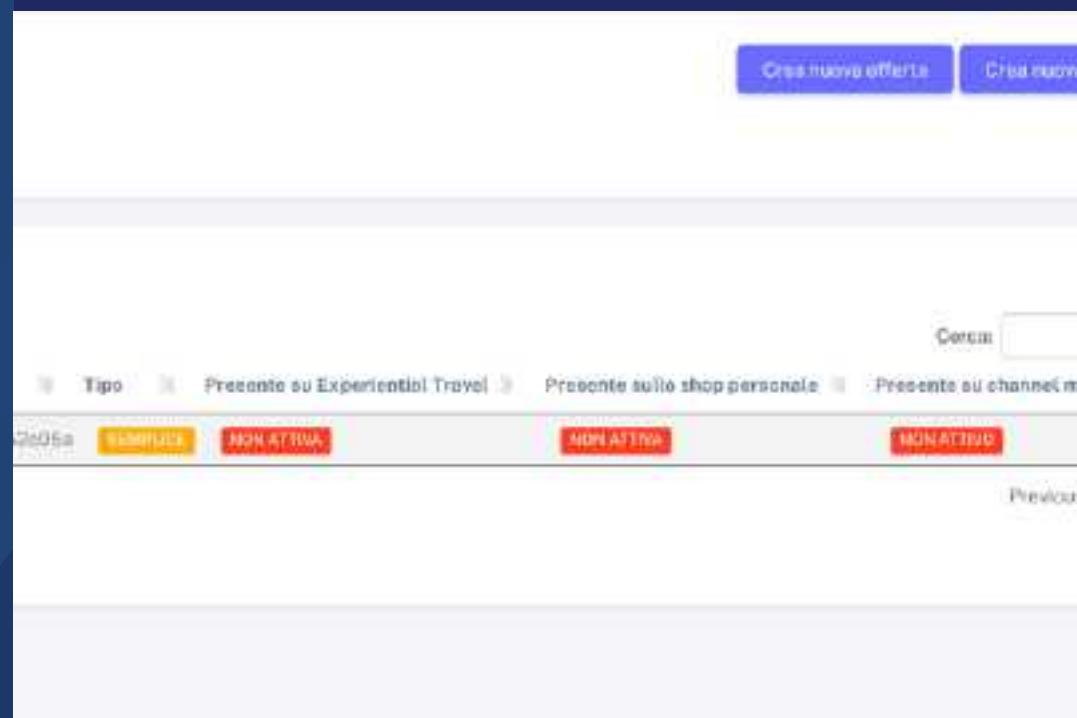 Crea nuova offerta Crea nuov
Cerca:
Tipo Presente su Experiential Travel Presente sullo shop personale Presente su channel m
2c05a SEMPLICE NON ATTIVA NON ATTIVA NON ATTIVO
Previou